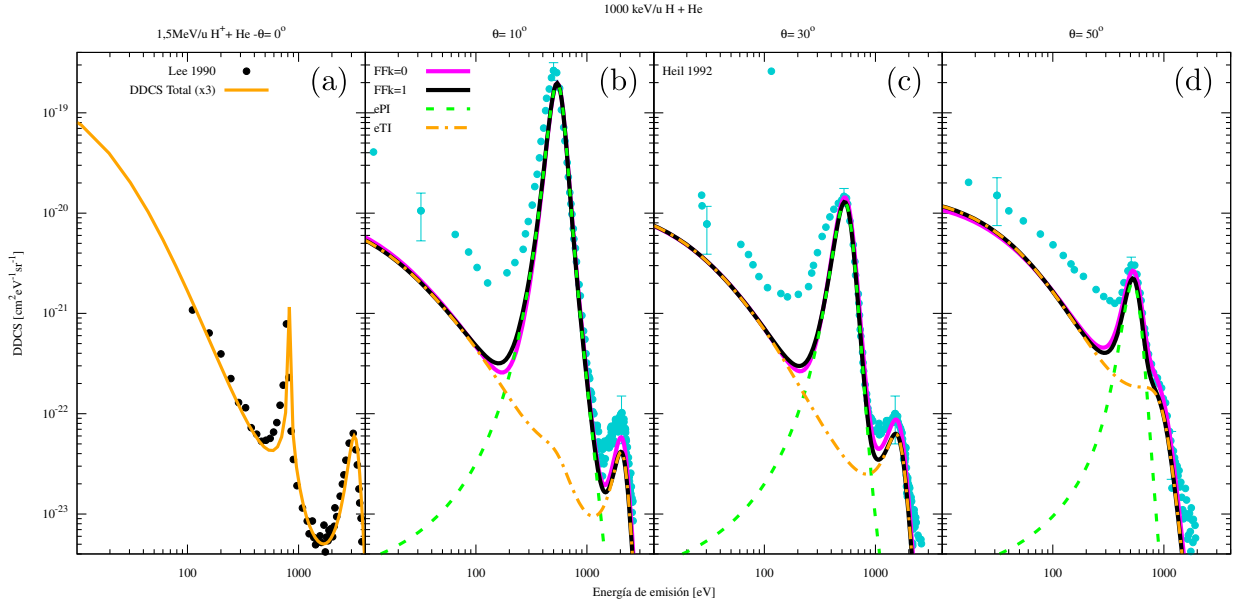 1000 keV/u H + He
1,5MeV/u H⁺+ He -θ= 0°
θ= 10°
θ= 30°
θ= 50°
Lee 1990
DDCS Total (x3)
(a)
FFk=0
FFk=1
ePI
eTI
(b)
Heil 1992
(c)
(d)
DDCS [cm²eV⁻¹sr⁻¹]
10⁻¹⁹
10⁻²⁰
10⁻²¹
10⁻²²
10⁻²³
100 1000 100 1000 100 1000 100 1000
Energía de emisión [eV]